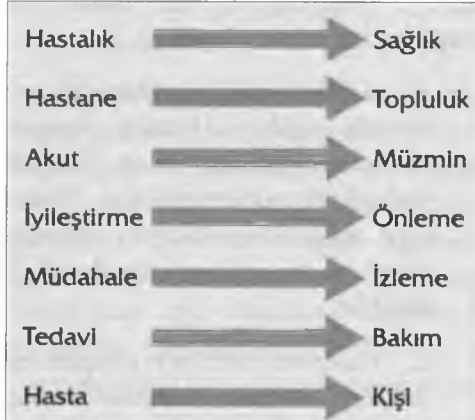 Hastalık Sağlık
Hastane Topluluk
Akut Müzmin
İyileştirme Önleme
Müdahale İzleme
Tedavi Bakım
Hasta Kişi